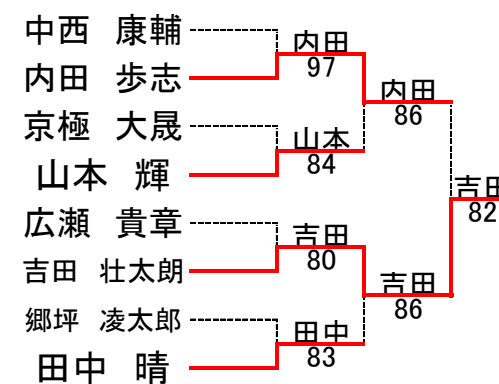 中西 康輔
内田 歩志
京極 大晟
山本 輝
広瀬 貴章
吉田 壮太朗
郷坪 凌太郎
田中 晴
内田
97
山本
84
吉田
80
田中
83
内田
86
吉田
86
吉田
82